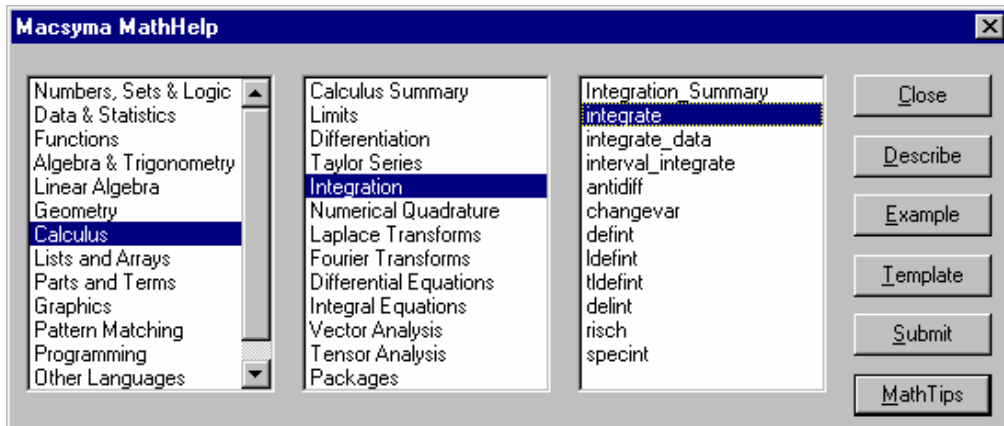 Macsyma MathHelp
Numbers, Sets & Logic
Data & Statistics
Functions
Algebra & Trigonometry
Linear Algebra
Geometry
Calculus
Lists and Arrays
Parts and Terms
Graphics
Pattern Matching
Programming
Other Languages
Calculus Summary
Limits
Differentiation
Taylor Series
Integration
Numerical Quadrature
Laplace Transforms
Fourier Transforms
Differential Equations
Integral Equations
Vector Analysis
Tensor Analysis
Packages
Integration_Summary
integrate
integrate_data
interval_integrate
antidiff
changevar
defint
ldefint
tldefint
delint
risch
specint
Close
Describe
Example
Template
Submit
MathTips